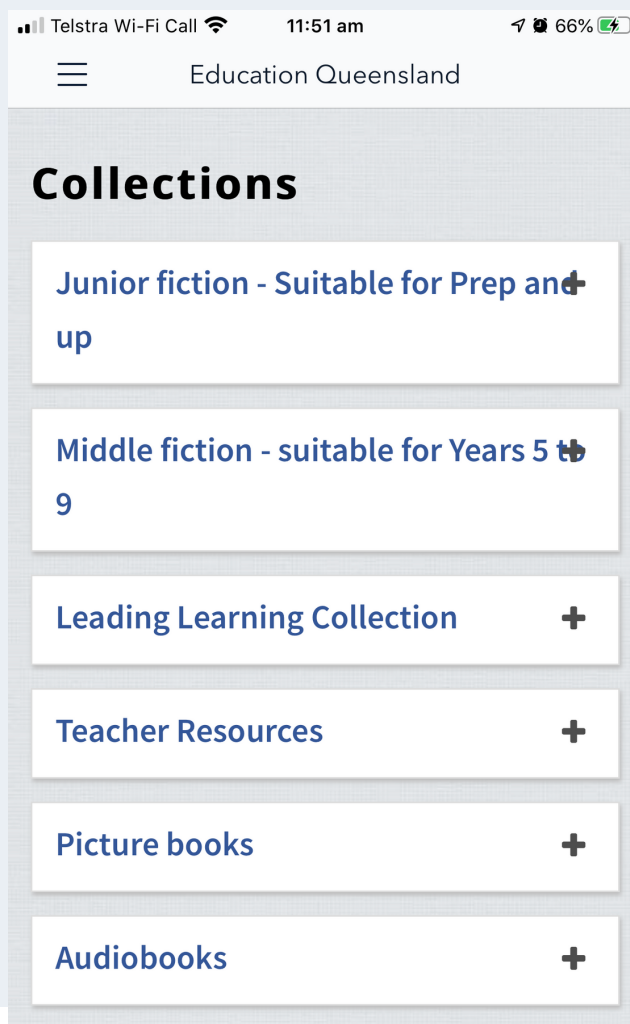 Telstra Wi-Fi Call 11:51 am 66%
Education Queensland
Collections
Junior fiction - Suitable for Prep and
up
Middle fiction - suitable for Years 5 to
9
Leading Learning Collection
Teacher Resources
Picture books
Audiobooks